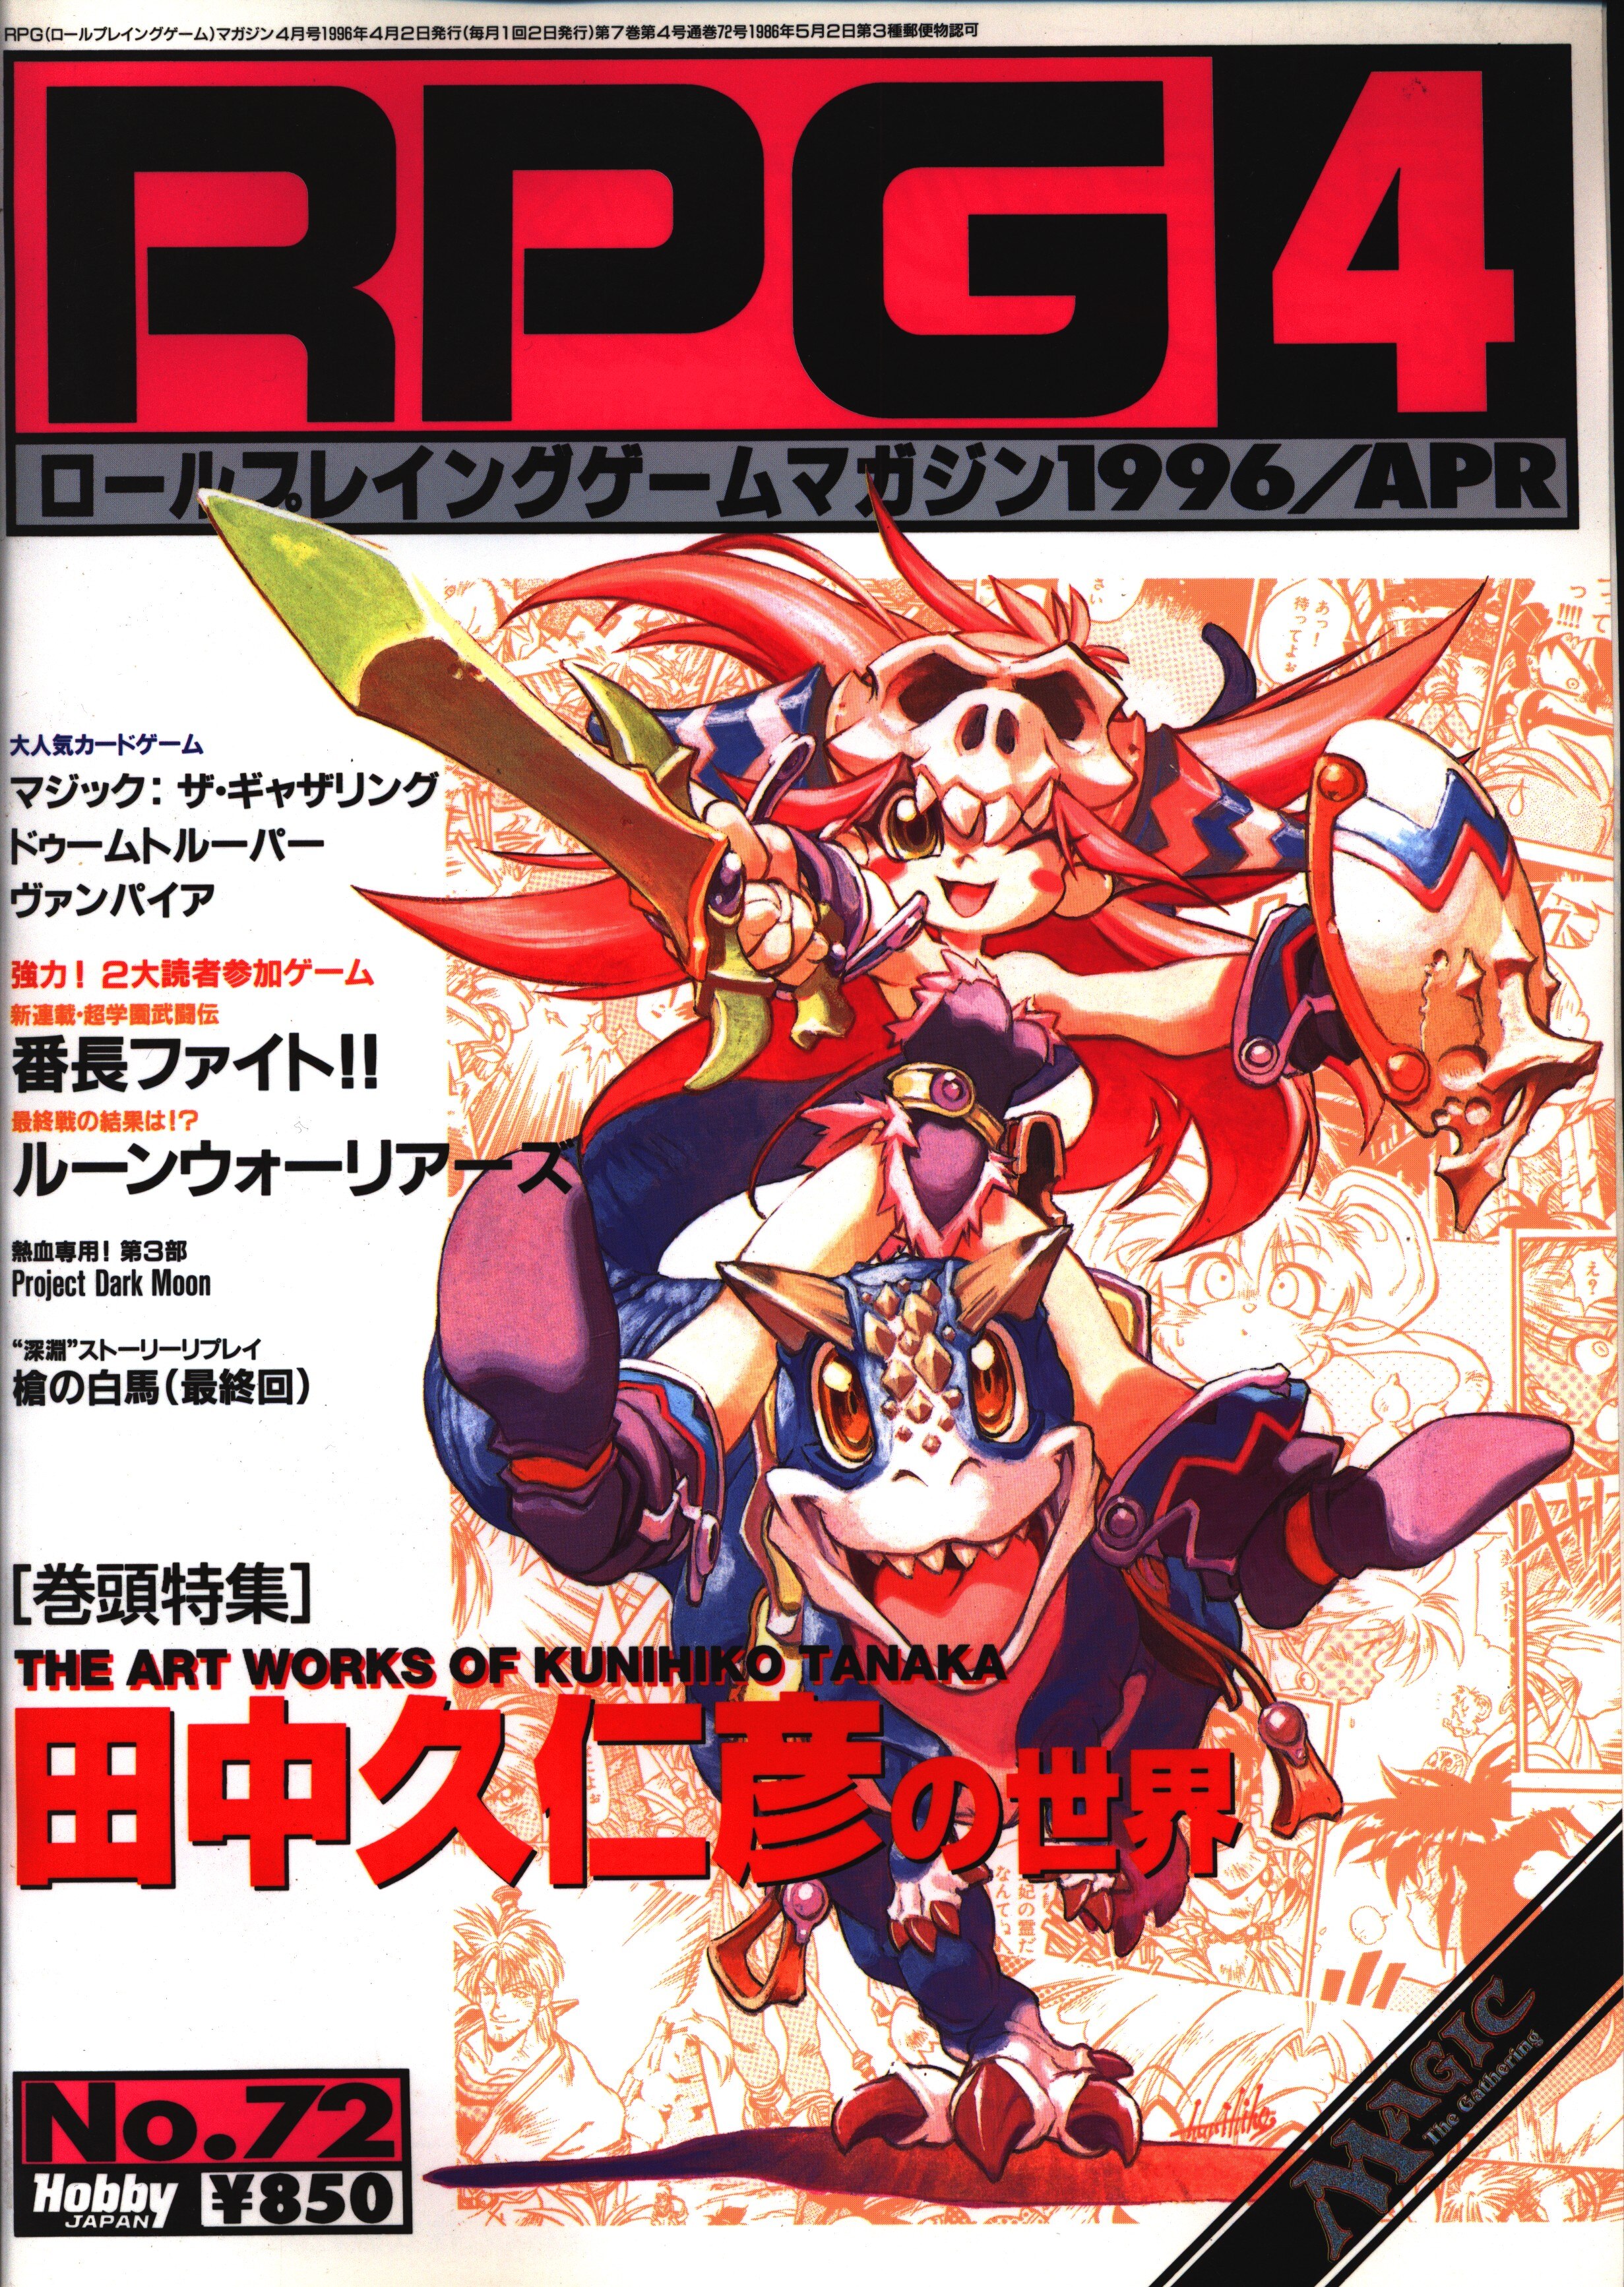 RPG(ロールプレイングゲーム)マガジン4月号1996年4月2日発行(毎月1回2日発行)第7巻第4号通巻72号1986年5月2日第3種郵便物認可
RPG4
ロールプレイングゲームマガジン1996/APR
大人気カードゲーム
マジック：ザ・ギャザリング
ドゥームトルーパー
ヴァンパイア
強力！2大読者参加ゲーム
新連載・超学園武闘伝
番長ファイト!!
最終戦の結果は!?
ルーンウォーリアーズ
熱血専用！第3部
Project Dark Moon
“深淵”ストーリーリプレイ
槍の白馬(最終回)
[巻頭特集]
THE ART WORKS OF KUNIHIKO TANAKA
田中久仁彦の世界
No.72
Hobby
JAPAN
¥850
MAGIC
The Gathering
あっ！
待ってよぉ
さい
え？